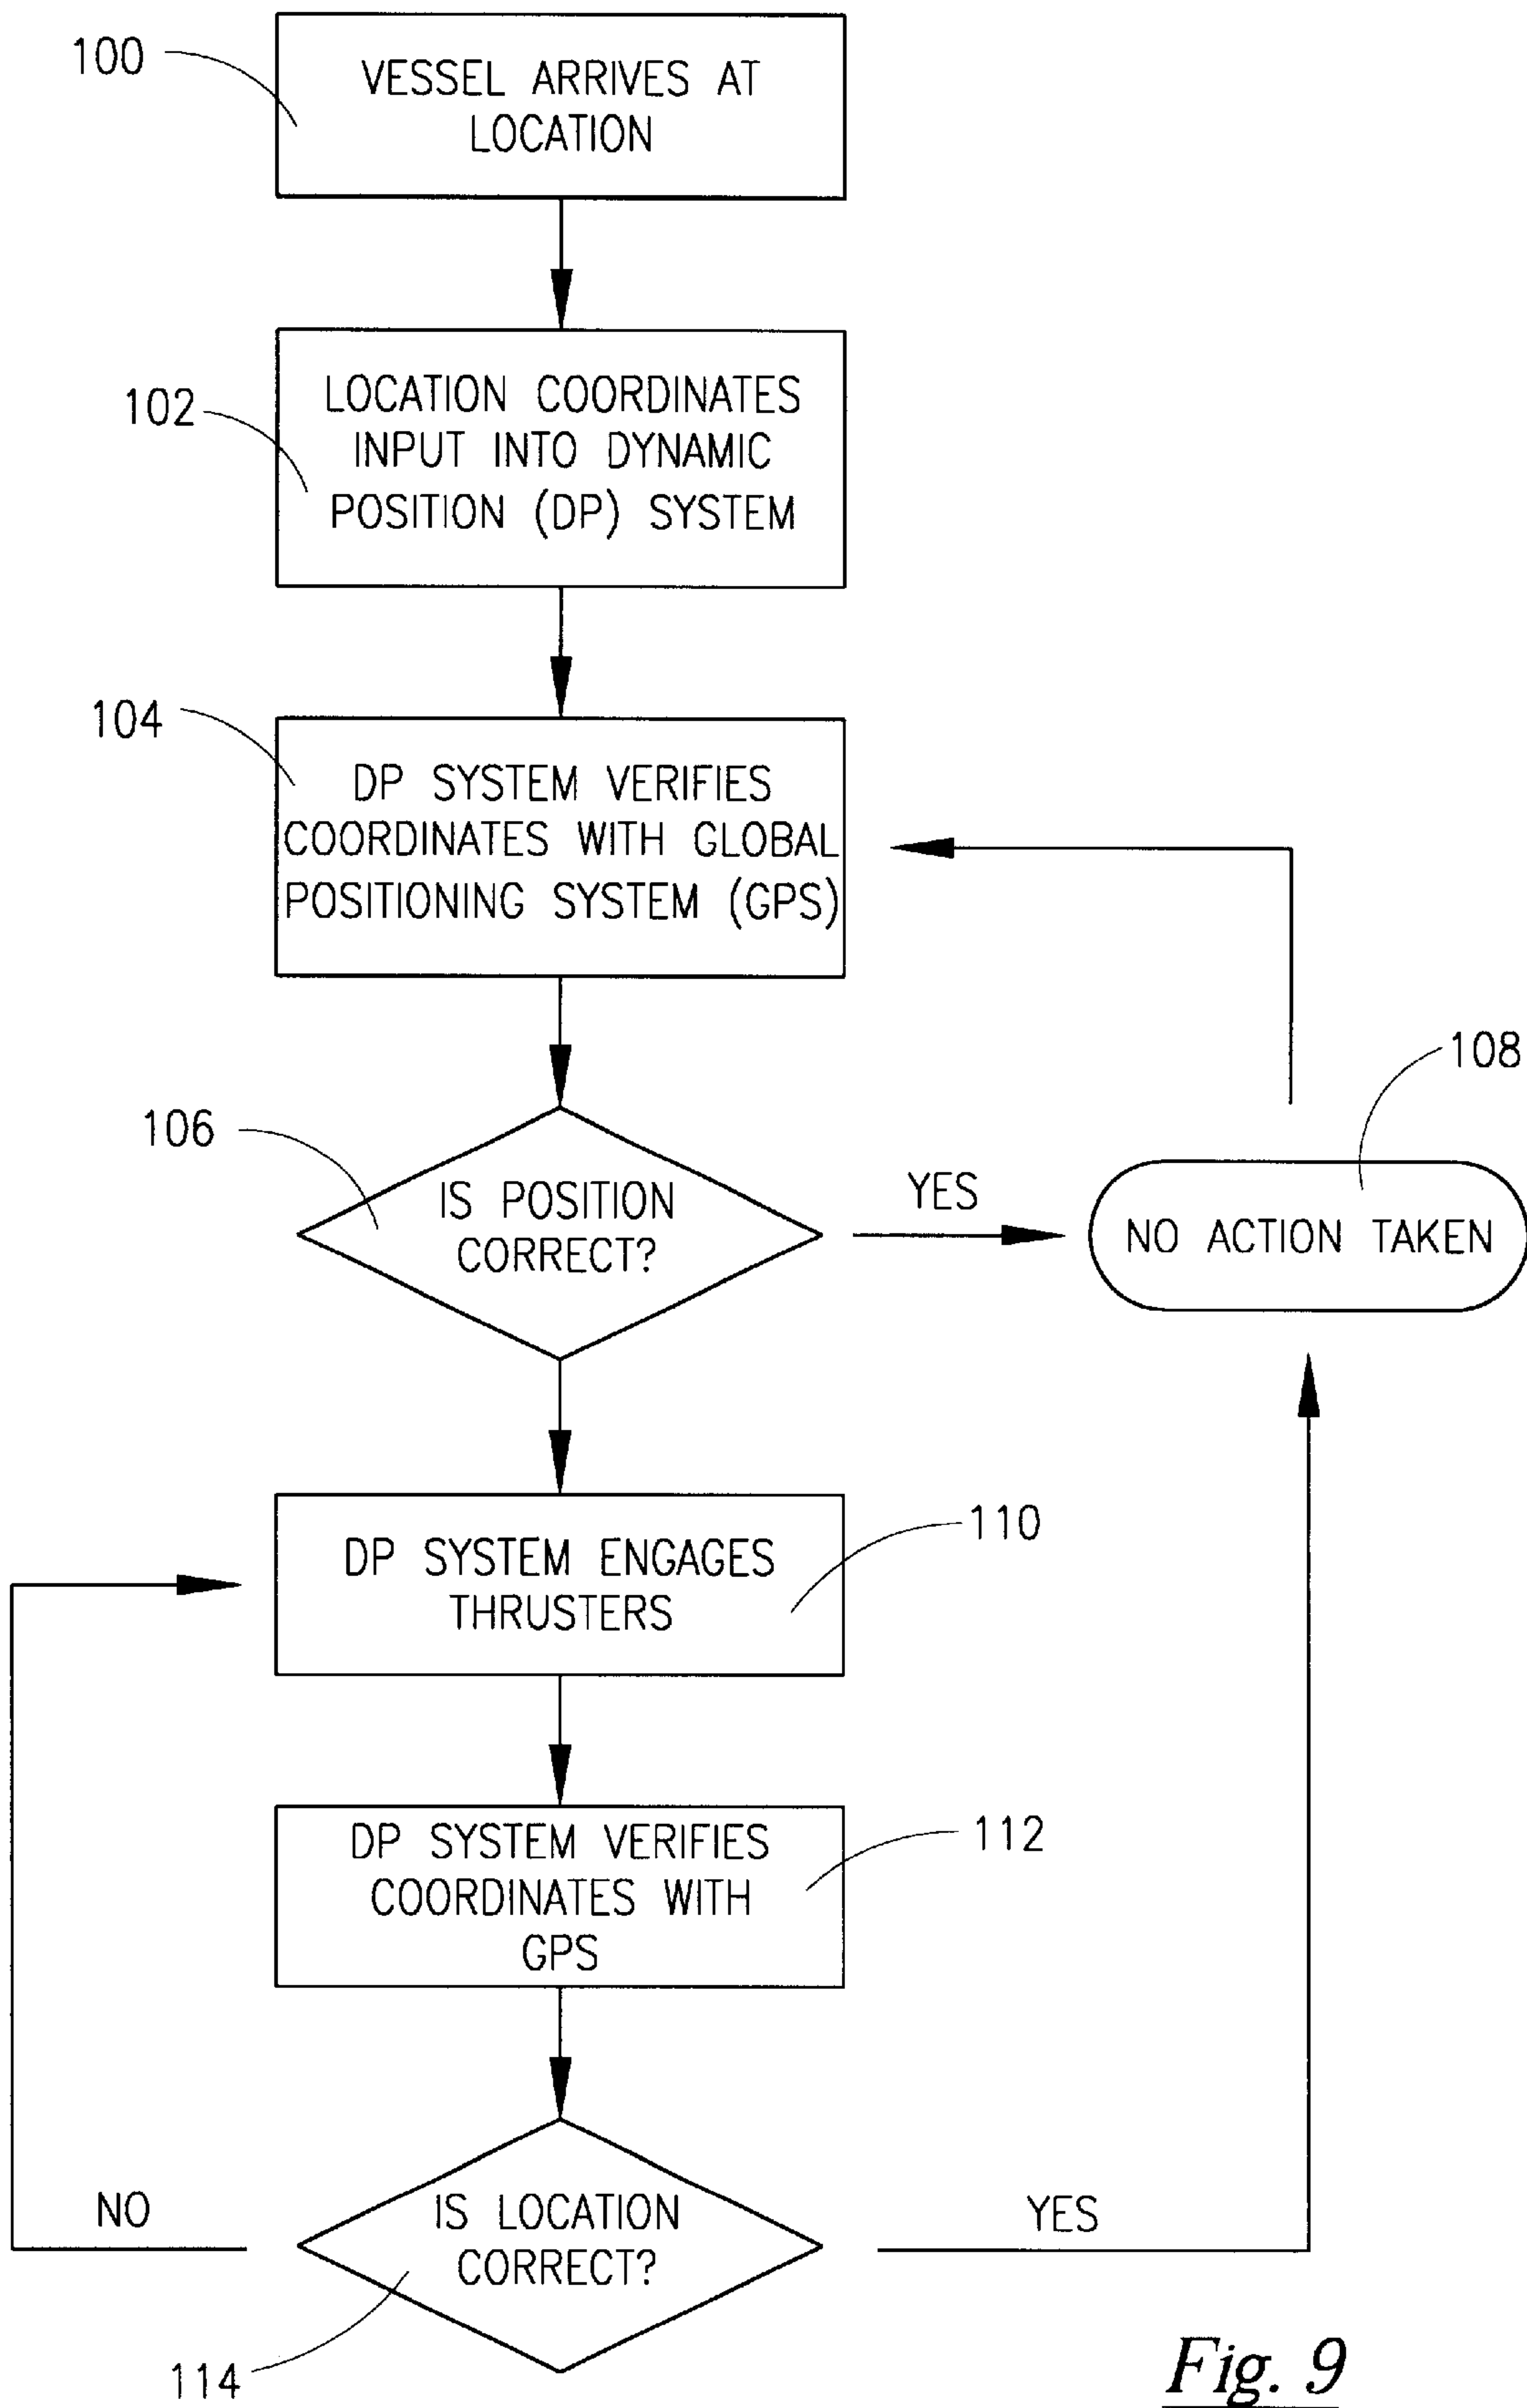 100
VESSEL ARRIVES AT
LOCATION
102
LOCATION COORDINATES
INPUT INTO DYNAMIC
POSITION (DP) SYSTEM
104
DP SYSTEM VERIFIES
COORDINATES WITH GLOBAL
POSITIONING SYSTEM (GPS)
106
IS POSITION
CORRECT?
YES
108
NO ACTION TAKEN
110
DP SYSTEM ENGAGES
THRUSTERS
112
DP SYSTEM VERIFIES
COORDINATES WITH
GPS
NO
IS LOCATION
CORRECT?
YES
114
Fig. 9